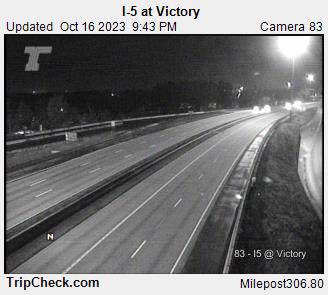 I-5 at Victory
Updated Oct 16 2023 9:43 PM Camera 83
T
N
83 - I5 @ Victory
TripCheck.com Milepost306.80